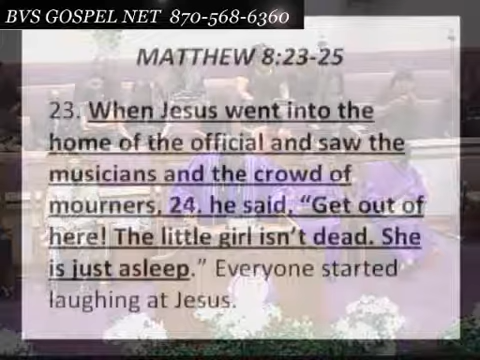 BVS GOSPEL NET 870-568-6360
MATTHEW 8:23-25
23. When Jesus went into the
home of the official and saw the
musicians and the crowd of
mourners, 24. he said, “Get out of
here! The little girl isn’t dead. She
is just asleep.” Everyone started
laughing at Jesus.